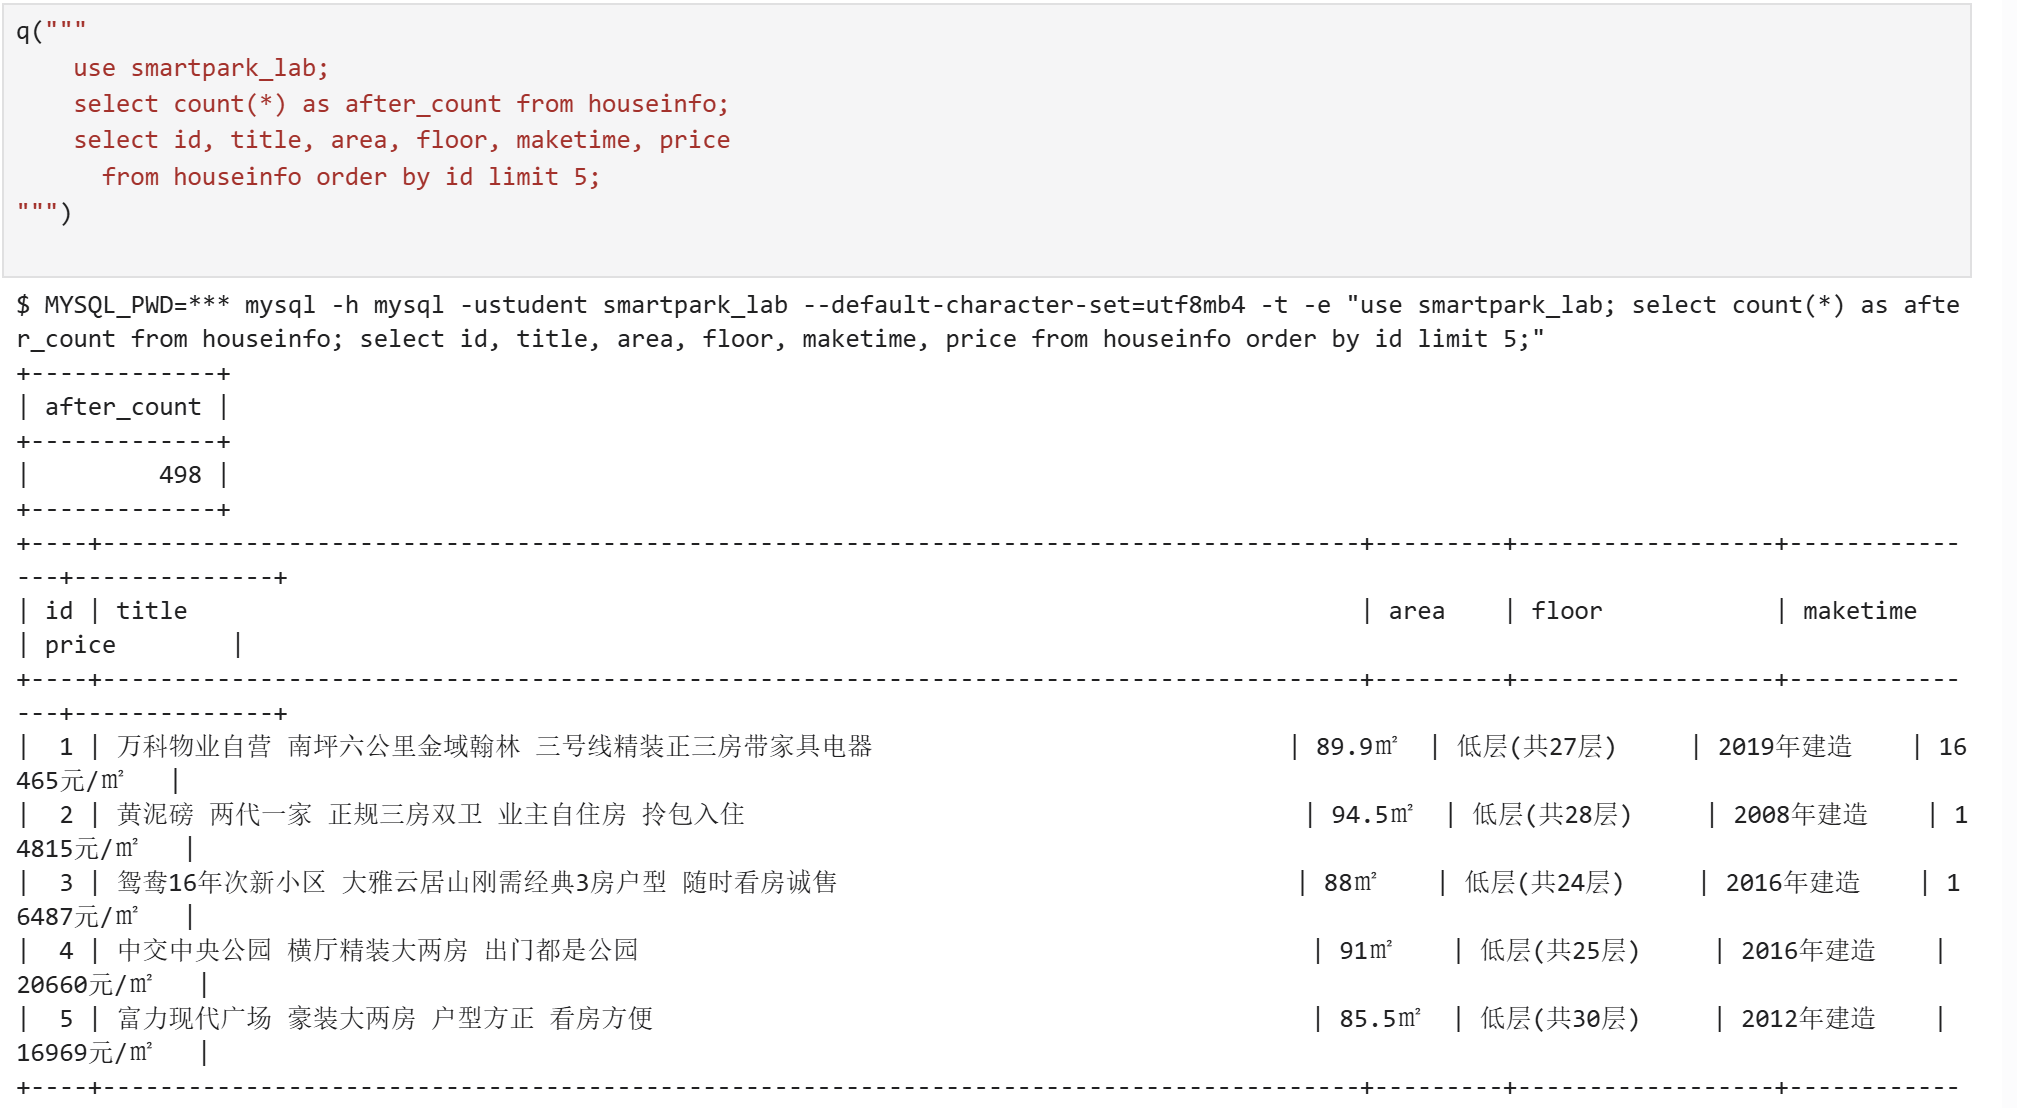 q("""
    use smartpark_lab;
    select count(*) as after_count from houseinfo;
    select id, title, area, floor, maketime, price
      from houseinfo order by id limit 5;
""")
$ MYSQL_PWD=*** mysql -h mysql -ustudent smartpark_lab --default-character-set=utf8mb4 -t -e "use smartpark_lab; select count(*) as afte
r_count from houseinfo; select id, title, area, floor, maketime, price from houseinfo order by id limit 5;"
+-------------+
| after_count |
+-------------+
|         498 |
+-------------+
+----+----------------------------------------------------------------------------------------+---------+------------------+------------
---+--------------+
| id | title                                                                                  | area    | floor            | maketime
| price        |
+----+----------------------------------------------------------------------------------------+---------+------------------+------------
---+--------------+
|  1 | 万科物业自营 南坪六公里金域翰林 三号线精装正三房带家具电器                             | 89.9㎡  | 低层(共27层)     | 2019年建造    | 16
465元/㎡   |
|  2 | 黄泥磅 两代一家 正规三房双卫 业主自住房 拎包入住                                       | 94.5㎡  | 低层(共28层)     | 2008年建造    | 1
4815元/㎡   |
|  3 | 鸳鸯16年次新小区 大雅云居山刚需经典3房户型 随时看房诚售                                | 88㎡    | 低层(共24层)     | 2016年建造    | 1
6487元/㎡   |
|  4 | 中交中央公园 横厅精装大两房 出门都是公园                                               | 91㎡    | 低层(共25层)     | 2016年建造    |
20660元/㎡   |
|  5 | 富力现代广场 豪装大两房 户型方正 看房方便                                              | 85.5㎡  | 低层(共30层)     | 2012年建造    |
16969元/㎡   |
+----+----------------------------------------------------------------------------------------+---------+------------------+------------